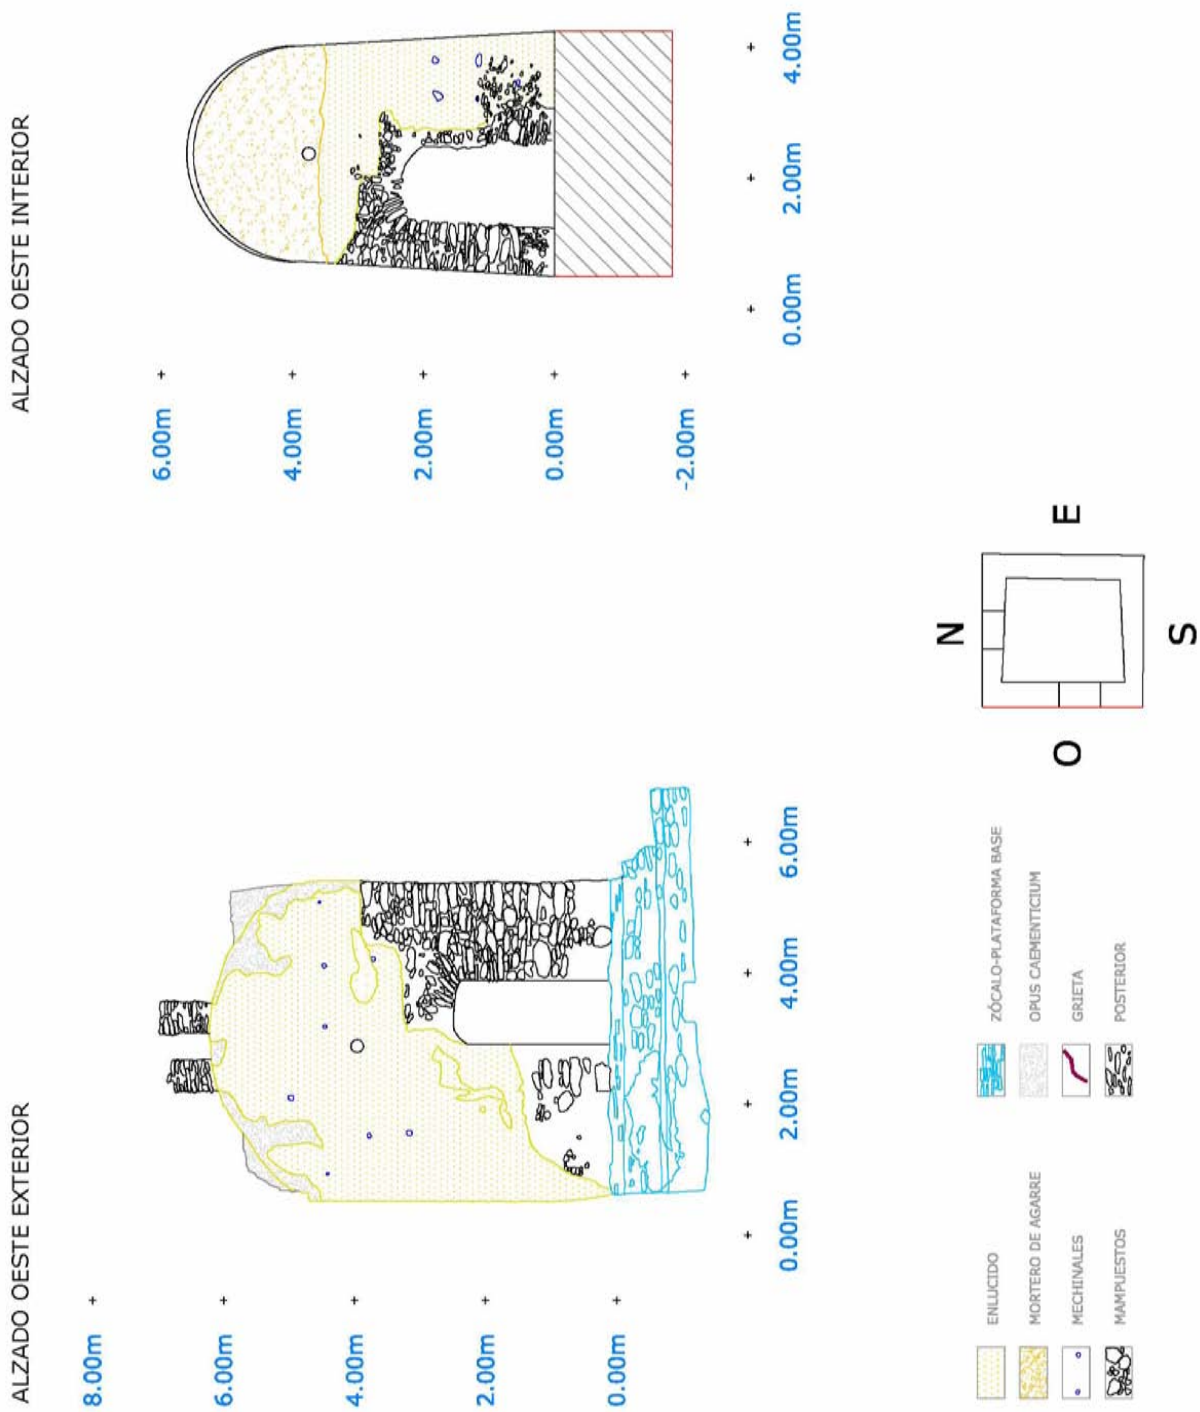 ALZADO OESTE EXTERIOR
8.00m
6.00m
4.00m
2.00m
0.00m
0.00m 2.00m 4.00m 6.00m
ALZADO OESTE INTERIOR
6.00m
4.00m
2.00m
0.00m
-2.00m
0.00m 2.00m 4.00m
ENLUCIDO
MORTERO DE AGARRE
MECHINALES
MAMPUESTOS
ZÓCALO-PLATAFORMA BASE
OPUS CAEMENTICIUM
GRIETA
POSTERIOR
N
O E
S